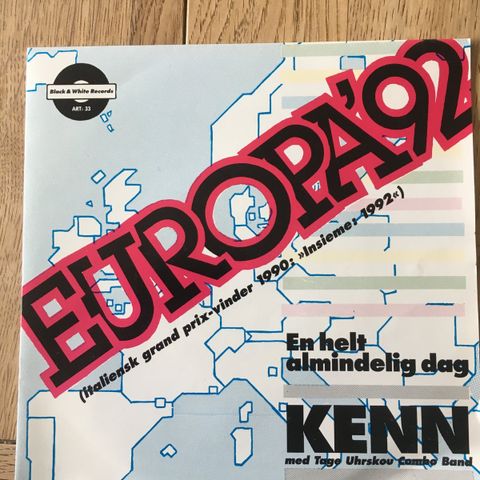 Black & White Records
ART: 33
EUROPA'92
(italiensk grand prix-vinder 1990: »Insieme: 1992«)
En helt
almindelig dag
KENN
med Tage Uhrskou Combo Band